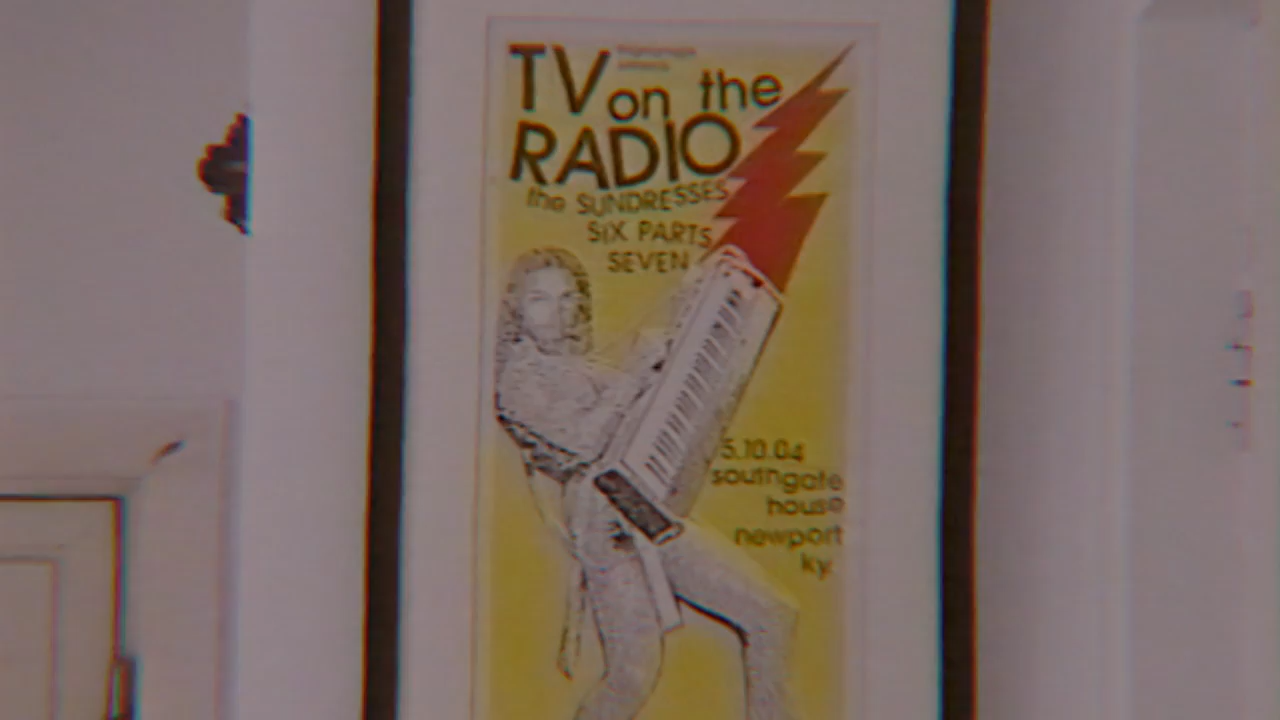 TV on the
RADIO
the SUNDRESSES
SIX PARTS
SEVEN
5.10.04
southgate
house
newport
ky.